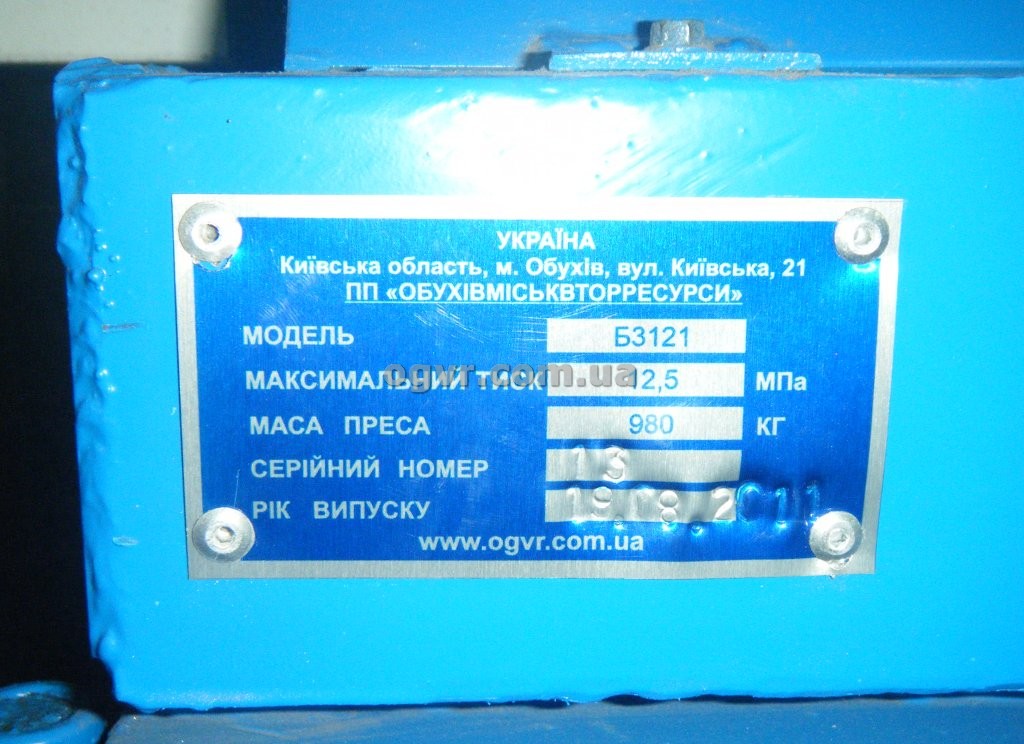 УКРАЇНА
Київська область, м. Обухів, вул. Київська, 21
ПП «ОБУХІВМІСЬКВТОРРЕСУРСИ»
МОДЕЛЬ Б3121
МАКСИМАЛЬНИЙ ТИСК 12,5 МПа
ogvr.com.ua
МАСА ПРЕСА 980 КГ
СЕРІЙНИЙ НОМЕР 13
РІК ВИПУСКУ 19.08.2011
www.ogvr.com.ua